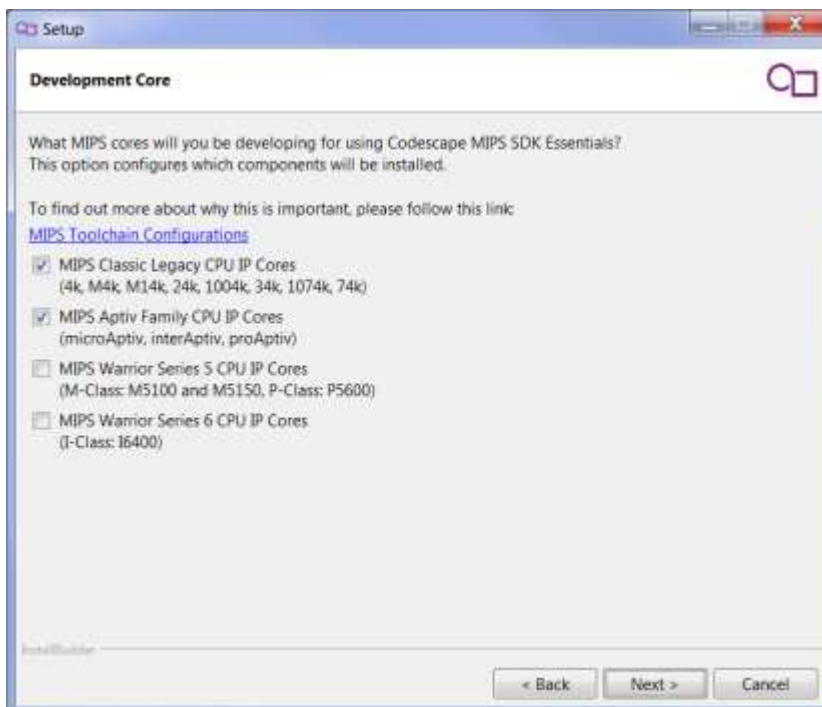 Setup
Development Core
What MIPS cores will you be developing for using Codescape MIPS SDK Essentials?
This option configures which components will be installed.
To find out more about why this is important, please follow this link:
MIPS Toolchain Configurations
MIPS Classic Legacy CPU IP Cores
(4k, M4k, M14k, 24k, 1004k, 34k, 1074k, 74k)
MIPS Aptiv Family CPU IP Cores
(microAptiv, interAptiv, proAptiv)
MIPS Warrior Series 5 CPU IP Cores
(M-Class: M5100 and M5150, P-Class: P5600)
MIPS Warrior Series 6 CPU IP Cores
(I-Class: I6400)
InstallBuilder
< Back Next > Cancel